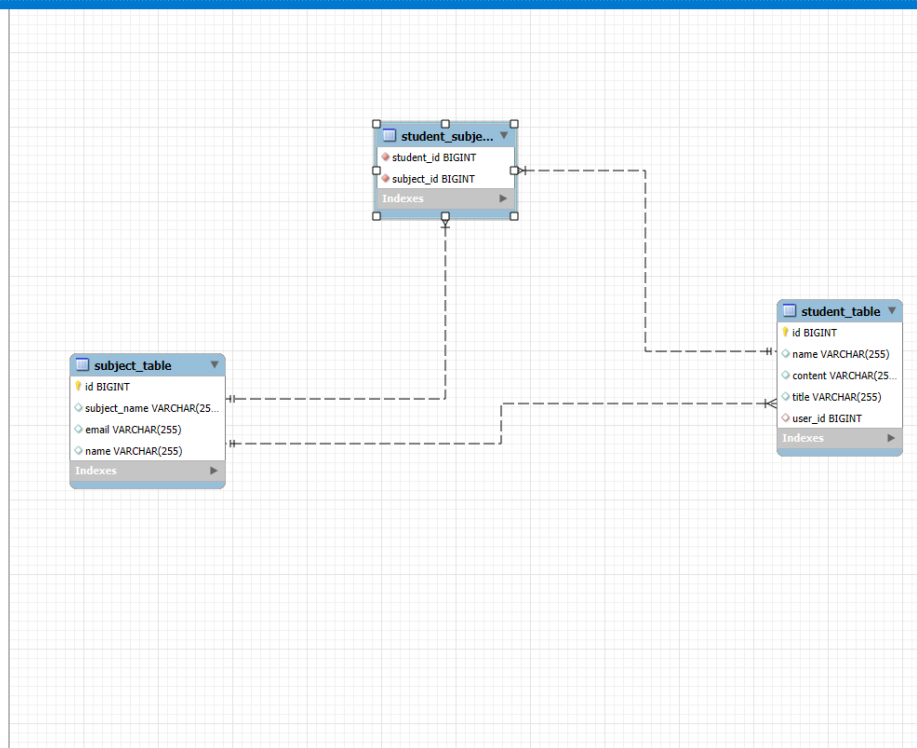 student_subje...
student_id BIGINT
subject_id BIGINT
Indexes
student_table
id BIGINT
name VARCHAR(255)
content VARCHAR(25...
title VARCHAR(255)
user_id BIGINT
Indexes
subject_table
id BIGINT
subject_name VARCHAR(25...
email VARCHAR(255)
name VARCHAR(255)
Indexes